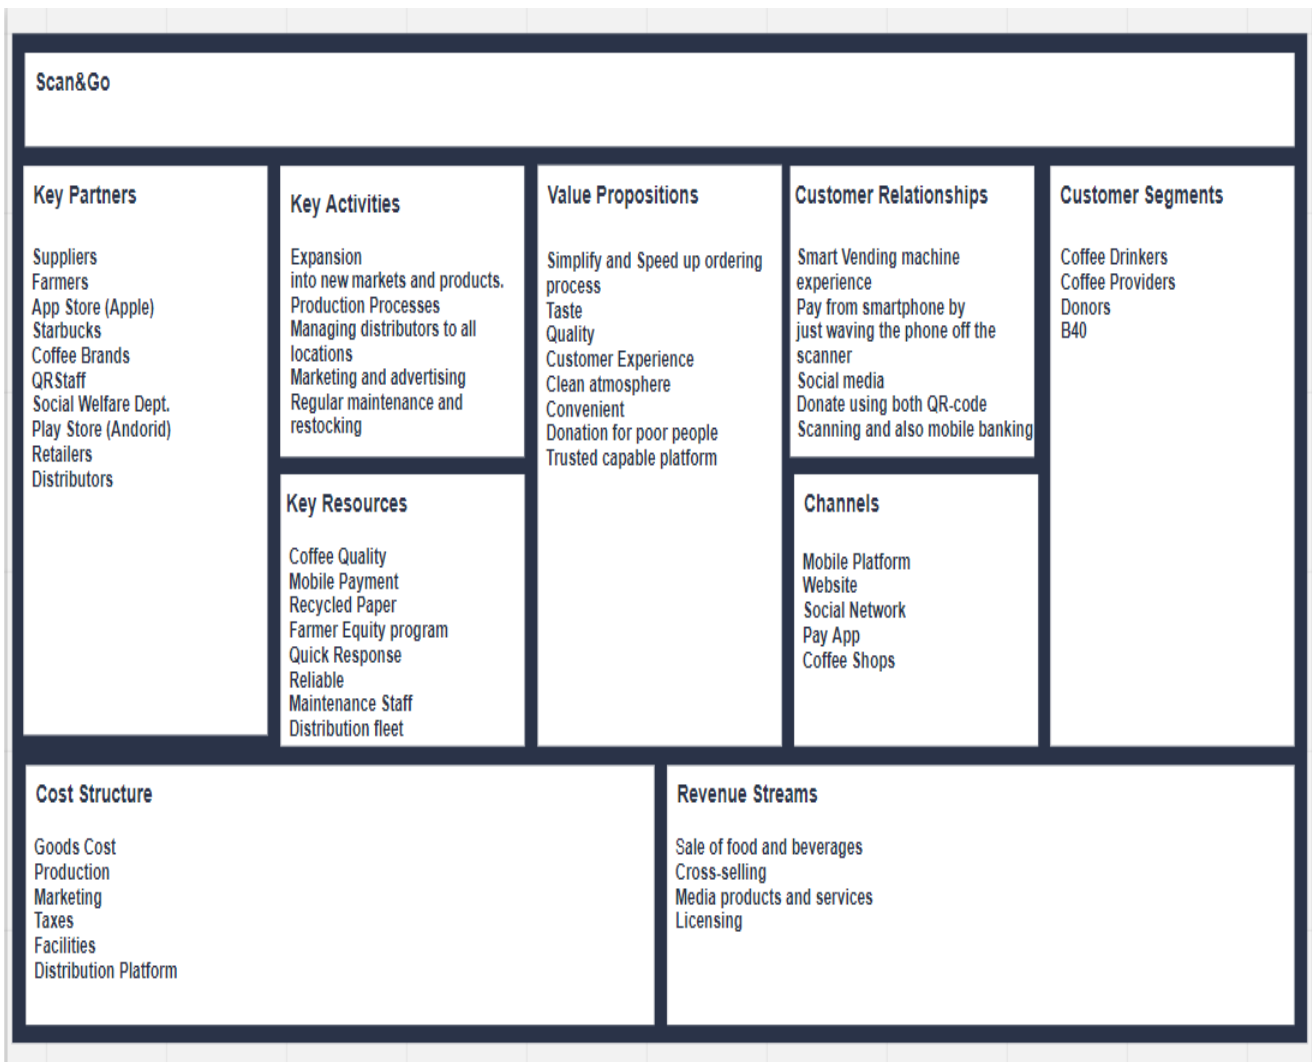 Scan&Go
Key Partners
Suppliers
Farmers
App Store (Apple)
Starbucks
Coffee Brands
QRStaff
Social Welfare Dept.
Play Store (Andorid)
Retailers
Distributors
Key Activities
Expansion
into new markets and products.
Production Processes
Managing distributors to all
locations
Marketing and advertising
Regular maintenance and
restocking
Key Resources
Coffee Quality
Mobile Payment
Recycled Paper
Farmer Equity program
Quick Response
Reliable
Maintenance Staff
Distribution fleet
Value Propositions
Simplify and Speed up ordering
process
Taste
Quality
Customer Experience
Clean atmosphere
Convenient
Donation for poor people
Trusted capable platform
Customer Relationships
Smart Vending machine
experience
Pay from smartphone by
just waving the phone off the
scanner
Social media
Donate using both QR-code
Scanning and also mobile banking
Channels
Mobile Platform
Website
Social Network
Pay App
Coffee Shops
Customer Segments
Coffee Drinkers
Coffee Providers
Donors
B40
Cost Structure
Goods Cost
Production
Marketing
Taxes
Facilities
Distribution Platform
Revenue Streams
Sale of food and beverages
Cross-selling
Media products and services
Licensing